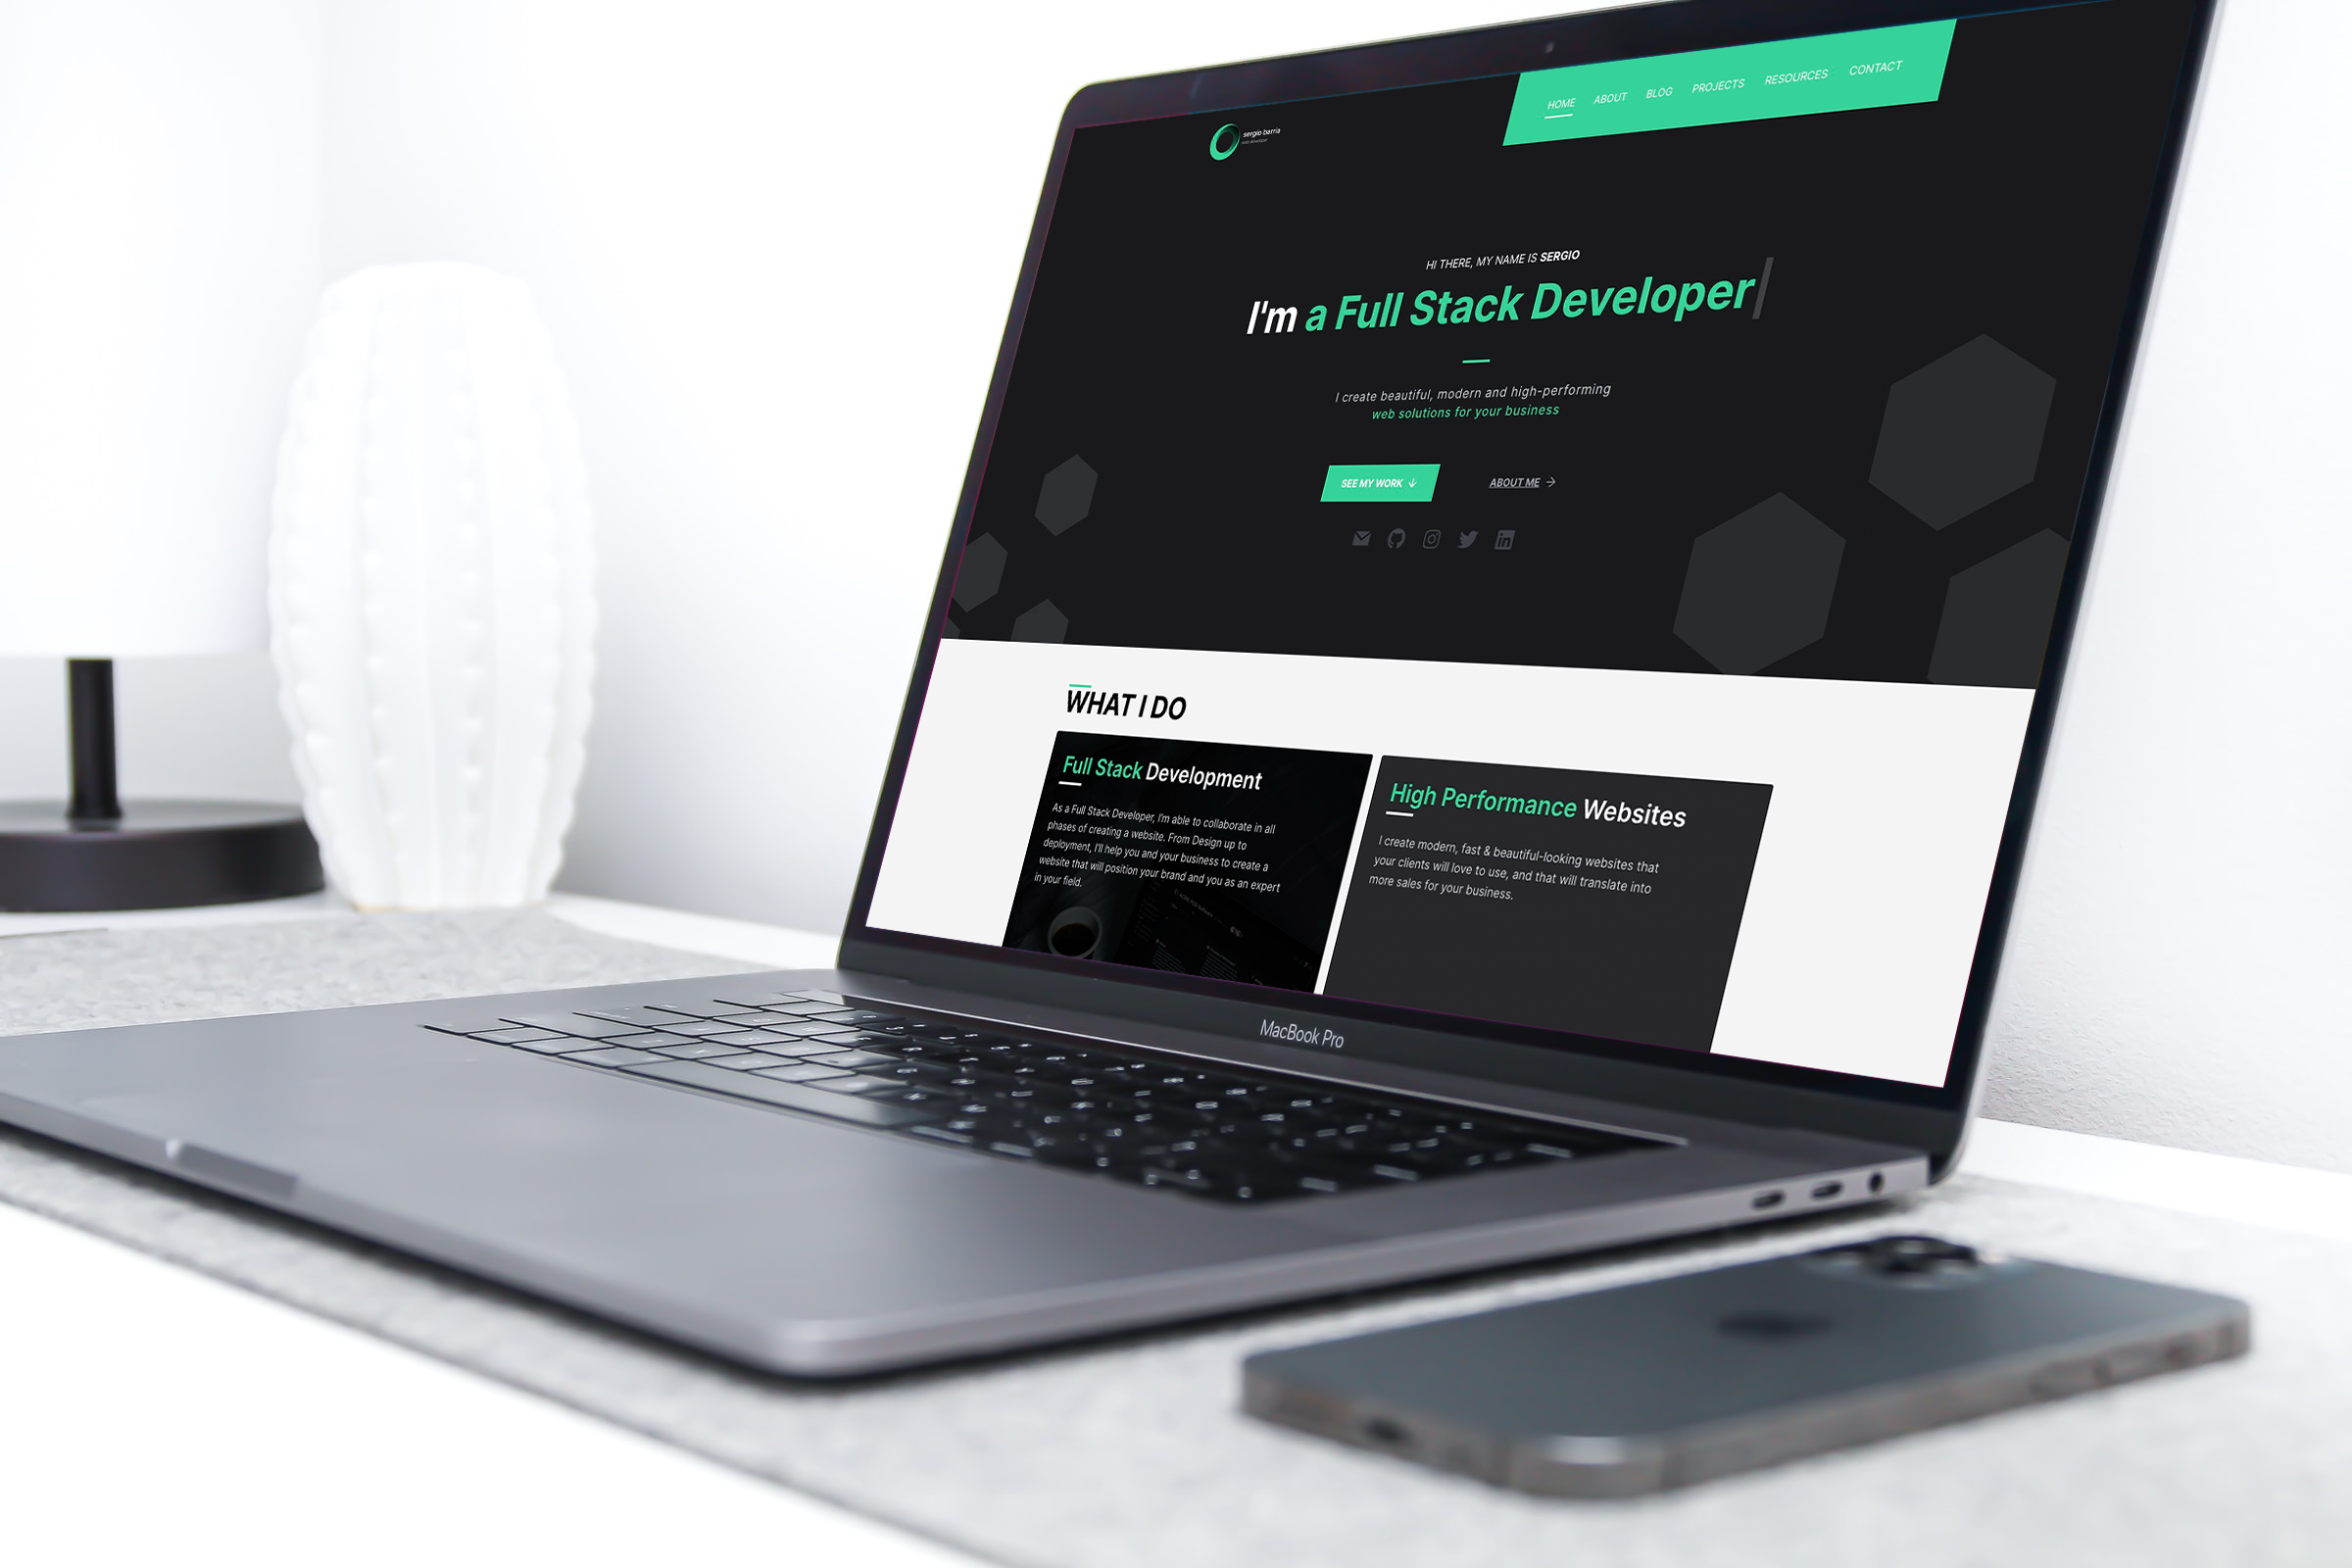 HOME ABOUT BLOG PROJECTS RESOURCES CONTACT
sergio barria
web developer
HI THERE, MY NAME IS SERGIO
I'm a Full Stack Developer
I create beautiful, modern and high-performing
web solutions for your business
SEE MY WORK ↓
ABOUT ME →
in
WHAT I DO
Full Stack Development
As a Full Stack Developer, I'm able to collaborate in all
phases of creating a website. From Design up to
deployment, I'll help you and your business to create a
website that will position your brand and you as an expert
in your field.
High Performance Websites
I create modern, fast & beautiful-looking websites that
your clients will love to use, and that will translate into
more sales for your business.
MacBook Pro